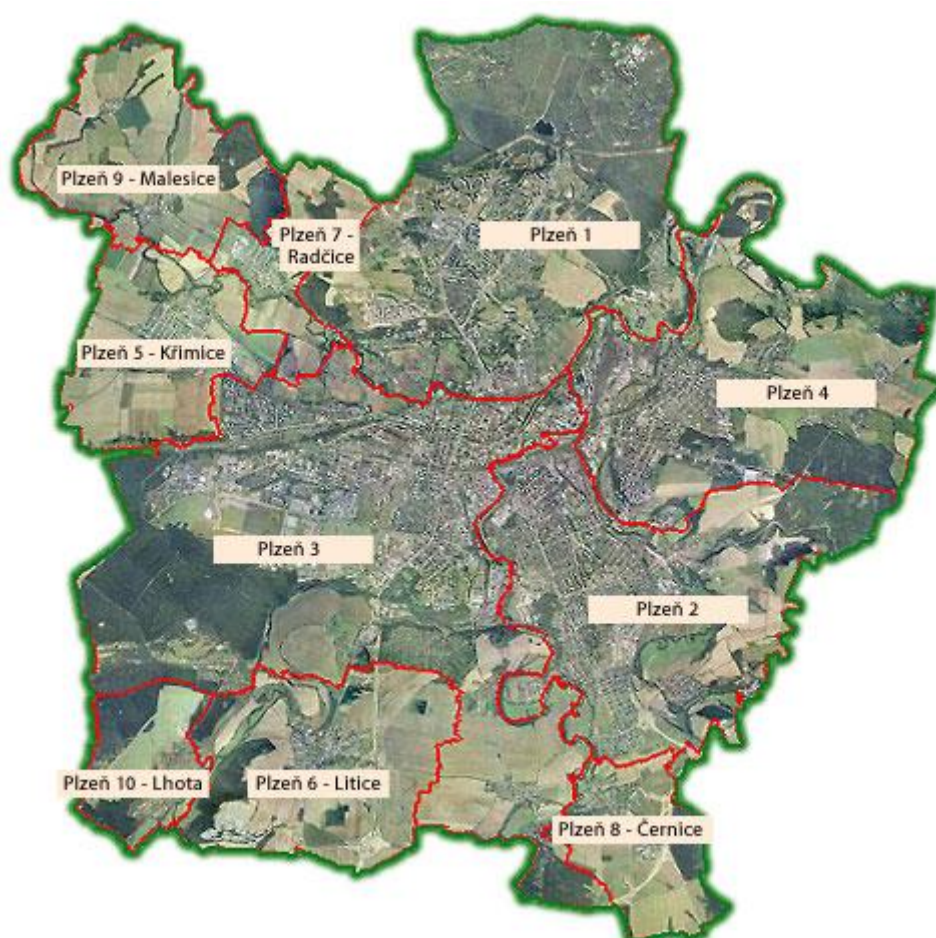 Plzeň 9 - Malesice
Plzeň 7 -
Radčice
Plzeň 1
Plzeň 5 - Křimice
Plzeň 4
Plzeň 3
Plzeň 2
Plzeň 10 - Lhota
Plzeň 6 - Litice
Plzeň 8 - Černice